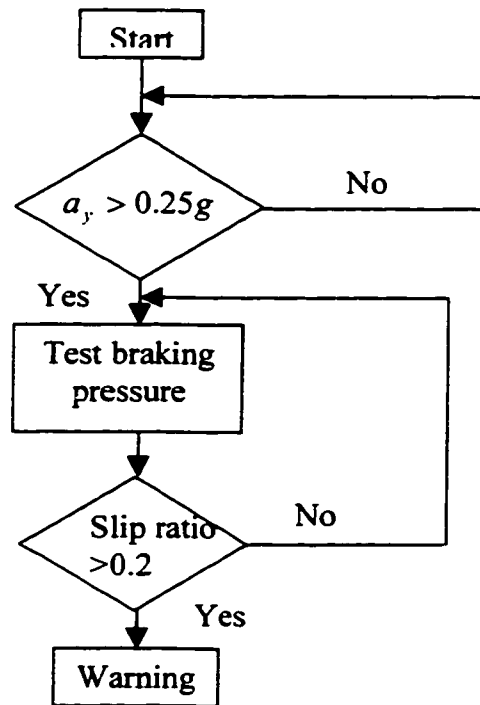 Start
a_y > 0.25g
No
Yes
Test braking
pressure
Slip ratio
>0.2
No
Yes
Warning